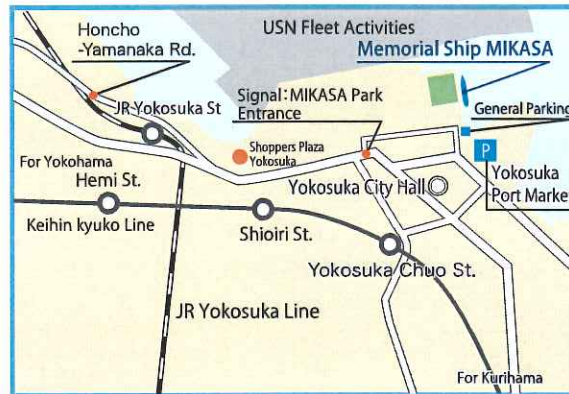 USN Fleet Activities
Honcho
-Yamanaka Rd.
Memorial Ship MIKASA
JR Yokosuka St
Signal:MIKASA Park
Entrance
General Parking
Shoppers Plaza
Yokosuka
P
For Yokohama
Hemi St.
Yokosuka City Hall
Yokosuka
Port Market
Keihin kyuko Line
Shioiri St.
Yokosuka Chuo St.
JR Yokosuka Line
For Kurihama